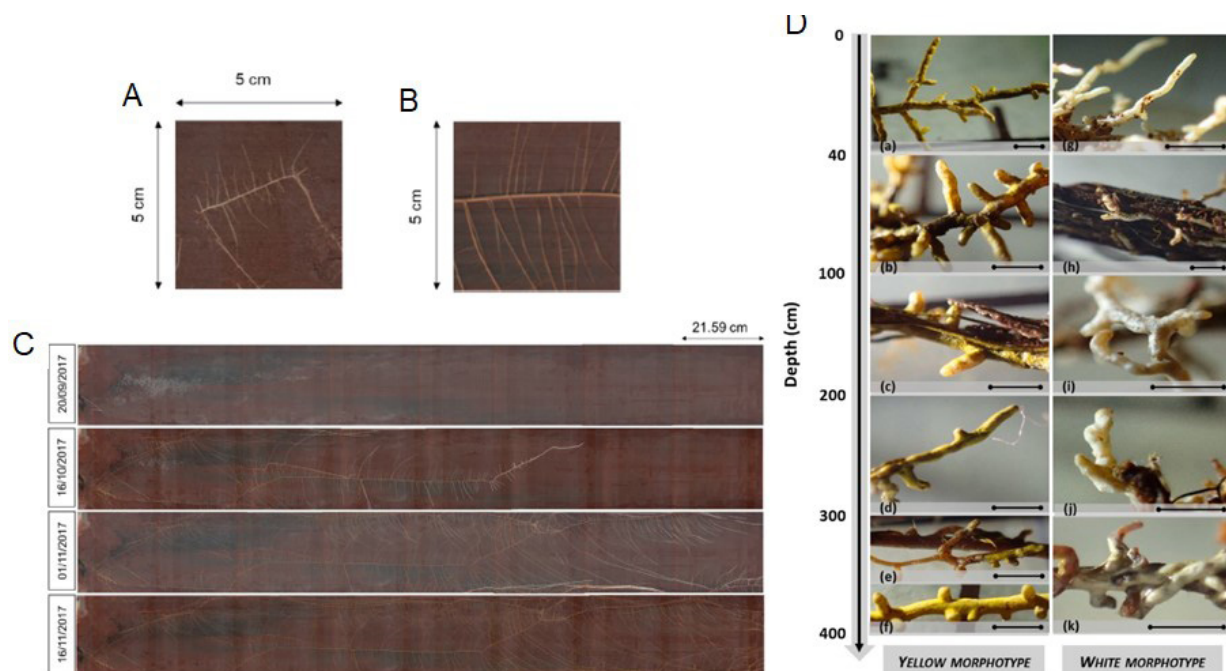 A
5 cm
5 cm
B
5 cm
C
21.59 cm
20/09/2017
16/10/2017
01/11/2017
16/11/2017
D
Depth (cm)
0
40
100
200
300
400
(a)
(g)
(b)
(h)
(c)
(i)
(d)
(j)
(e)
(f)
(k)
YELLOW MORPHOTYPE
WHITE MORPHOTYPE